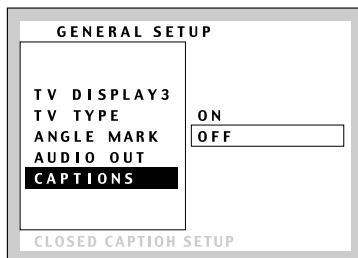 GENERAL SETUP
TV DISPLAY3
TV TYPE
ANGLE MARK
AUDIO OUT
CAPTIONS
ON
OFF
CLOSED CAPTIOH SETUP